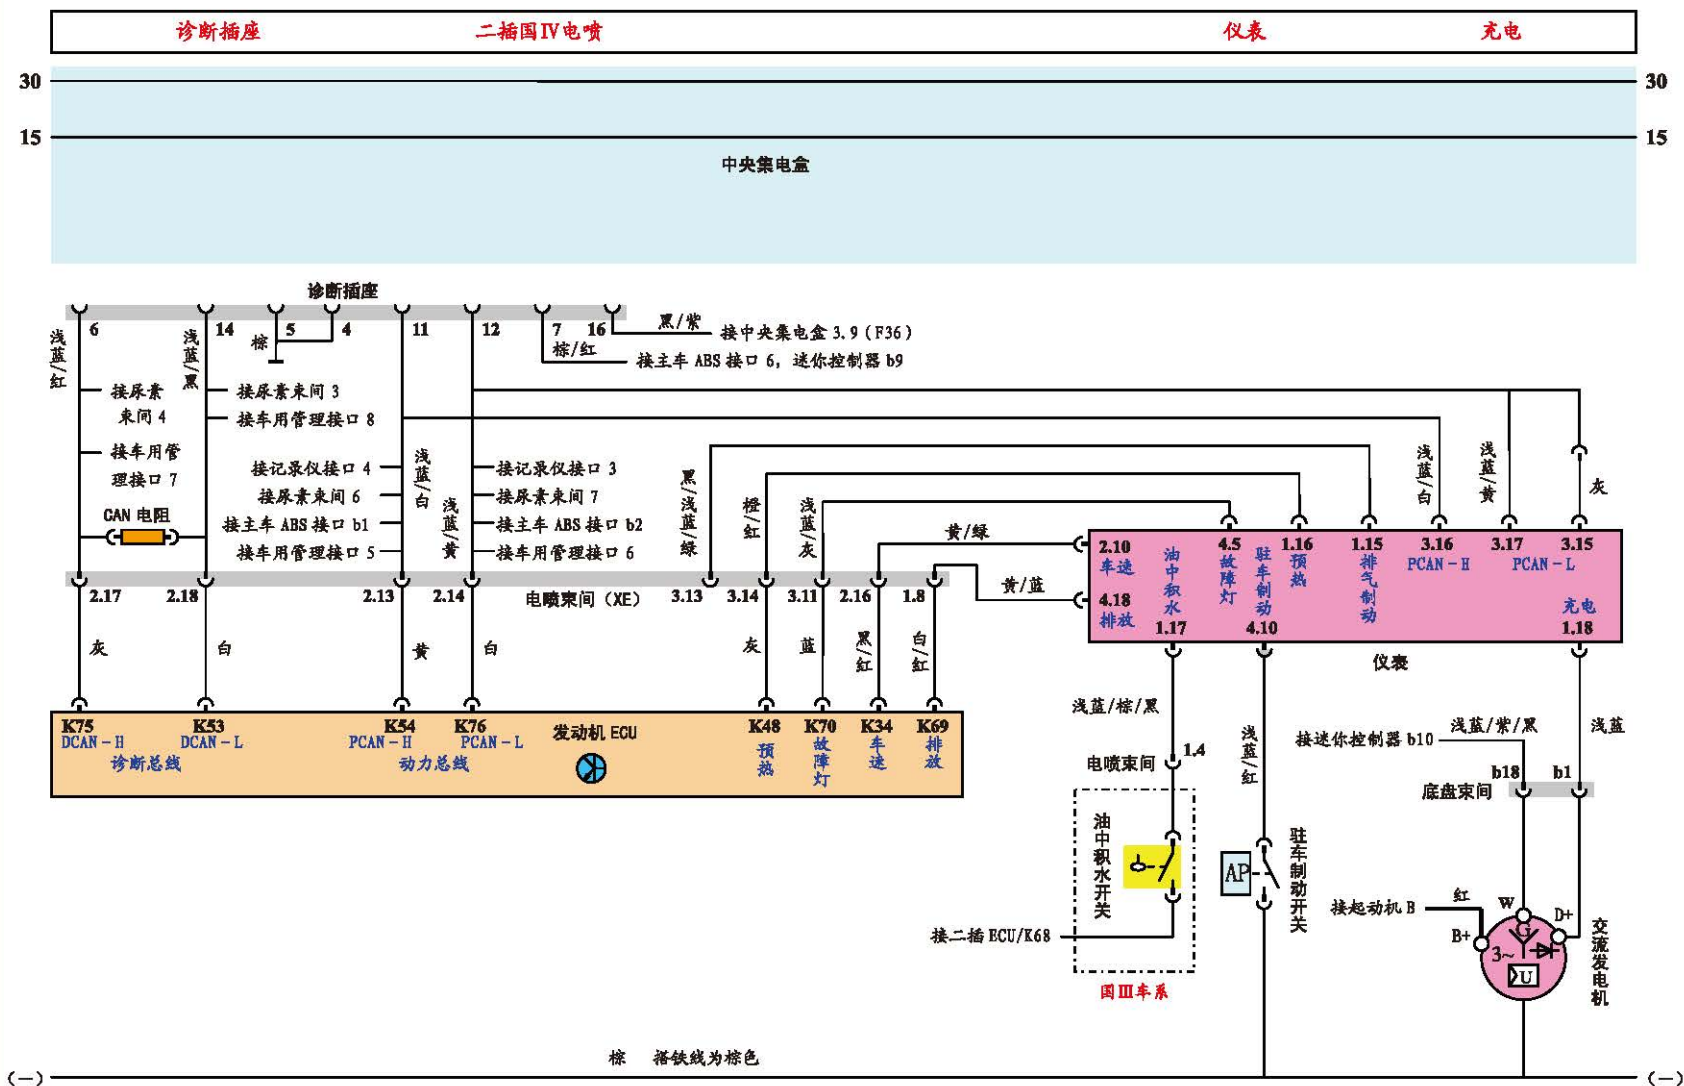 诊断插座 二插国Ⅳ电喷 仪表 充电
30 30
15 15
中央集电盒
诊断插座
6 14 5 4 11 12 7 16
黑/紫
接中央集电盒 3.9（F36）
棕/红
接主车 ABS 接口 6，迷你控制器 b9
浅蓝/红
浅蓝/黑
棕
接尿素
束间 4
接尿素束间 3
接车用管理接口 8
接车用管
理接口 7
CAN 电阻
接记录仪接口 4
接尿素束间 6
接主车 ABS 接口 b1
接车用管理接口 5
浅蓝/白
浅蓝/黄
接记录仪接口 3
接尿素束间 7
接主车 ABS 接口 b2
接车用管理接口 6
黑/浅蓝/绿
橙/红
浅蓝/灰
黄/绿
黄/蓝
浅蓝/白
浅蓝/黄
灰
2.17 2.18 2.13 2.14 电喷束间（XE） 3.13 3.14 3.11 2.16 1.8
灰 白 黄 白 灰 蓝 黑/红 白/红
2.10 4.5 1.16 1.15 3.16 3.17 3.15
车速 油中积水 故障灯 驻车制动 预热 排气制动 PCAN-H PCAN-L
4.18
排放
充电
1.17 4.10 1.18
仪表
K75 K53 K54 K76 发动机 ECU K48 K70 K34 K69
DCAN-H DCAN-L PCAN-H PCAN-L
诊断总线 动力总线
预热 故障灯 车速 排放
浅蓝/棕/黑
电喷束间 1.4
浅蓝/红
浅蓝/紫/黑
接迷你控制器 b10
浅蓝
b18 b1
底盘束间
油中积水开关
AP
驻车制动开关
接二插 ECU/K68
国Ⅲ车系
红
接起动机 B
W D+
B+
G
3~
U
交流发电机
棕 搭铁线为棕色
(—) (—)